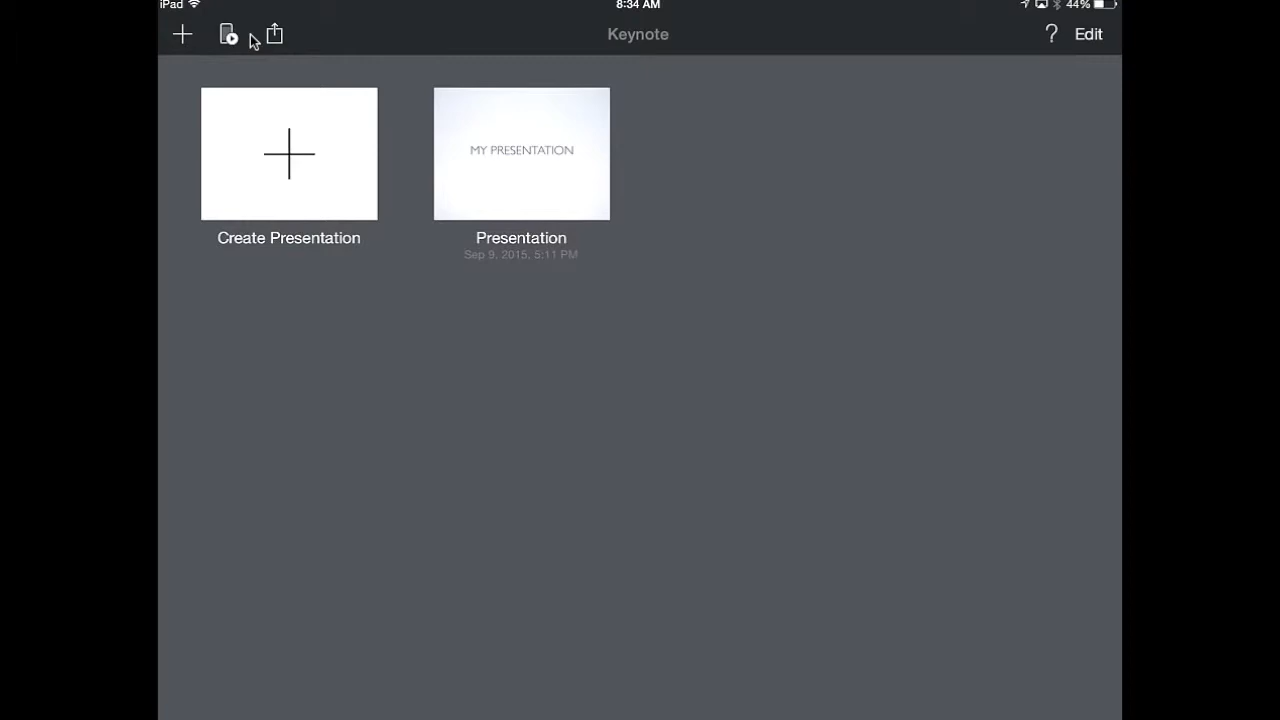 iPad 8:34 AM 44%
Keynote ? Edit
MY PRESENTATION
Create Presentation
Presentation
Sep 9, 2015, 5:11 PM